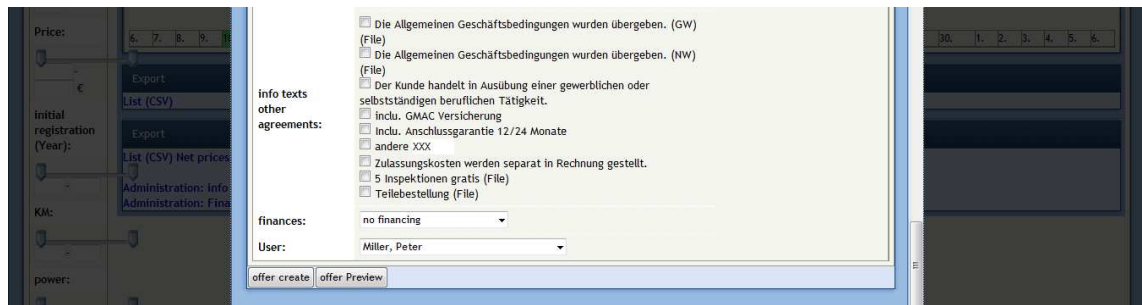 Price:
6. 7. 8. 9.
30. 1. 2. 3. 4. 5. 6.
€
Export
List (CSV)
initial
registration
(Year):
Export
List (CSV) Net prices
Administration: info
Administration: Fina
KM:
power:
Die Allgemeinen Geschäftsbedingungen wurden übergeben. (GW)
(File)
Die Allgemeinen Geschäftsbedingungen wurden übergeben. (NW)
(File)
Der Kunde handelt in Ausübung einer gewerblichen oder
selbstständigen beruflichen Tätigkeit.
info texts
other
agreements:
inclu. GMAC Versicherung
Inclu. Anschlussgarantie 12/24 Monate
andere XXX
Zulassungskosten werden separat in Rechnung gestellt.
5 Inspektionen gratis (File)
Teilebestellung (File)
finances:
no financing
User:
Miller, Peter
offer create
offer Preview